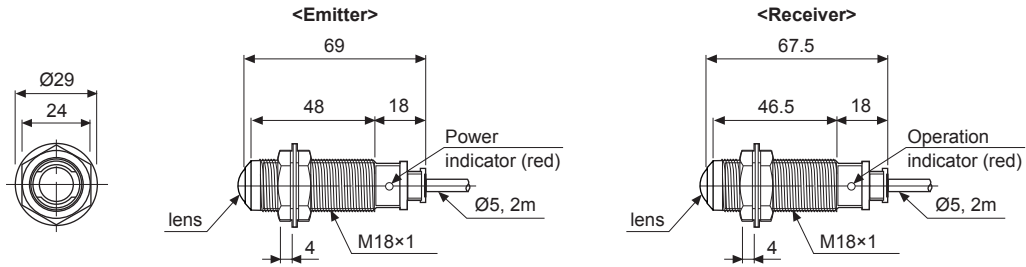 <Emitter>
<Receiver>
69
67.5
Ø29
24
48
18
46.5
18
Power
indicator (red)
Operation
indicator (red)
lens
Ø5, 2m
M18×1
4
lens
Ø5, 2m
M18×1
4